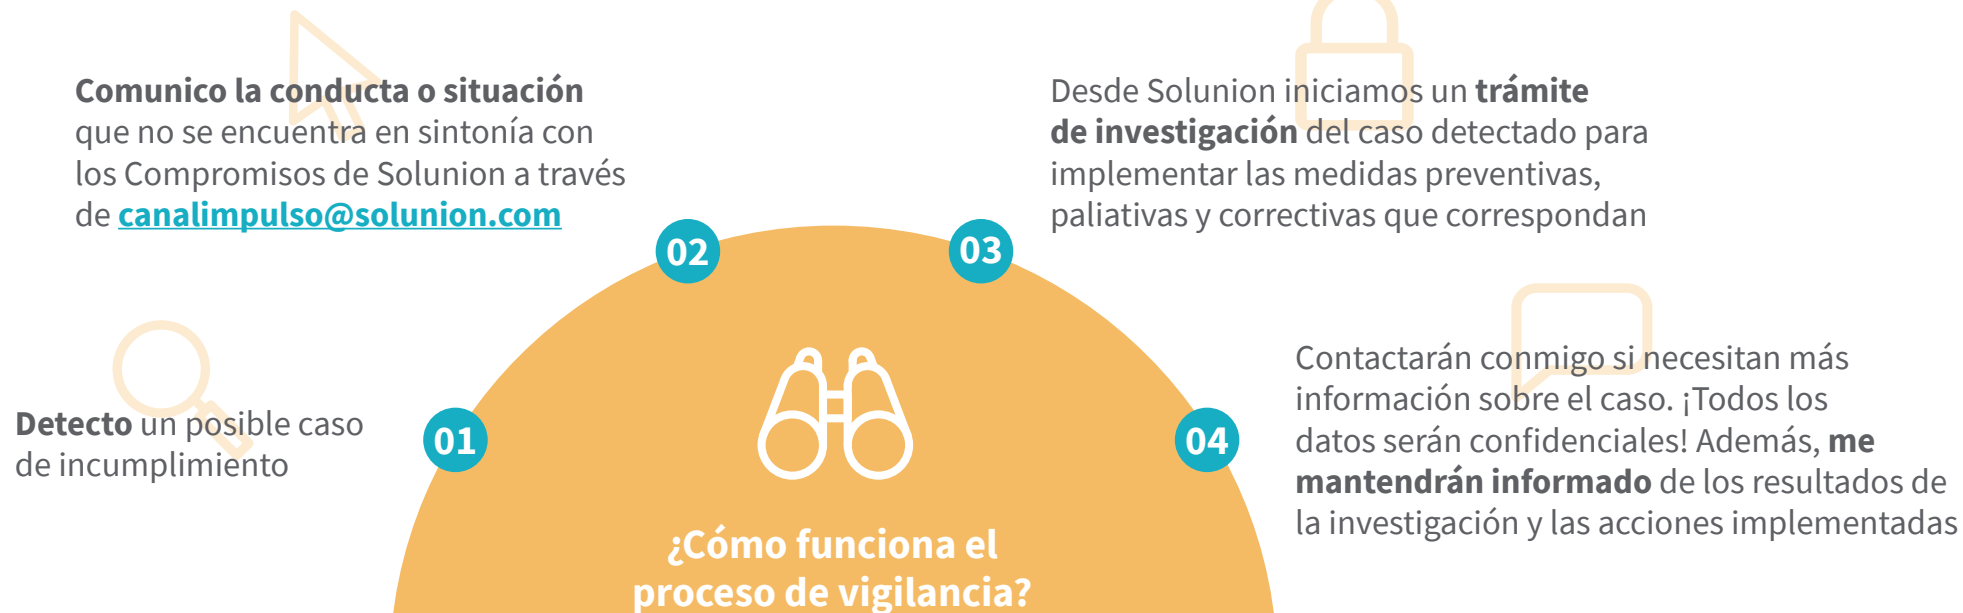 Comunico la conducta o situación
que no se encuentra en sintonía con
los Compromisos de Solunion a través
de canalimpulso@solunion.com
Desde Solunion iniciamos un trámite
de investigación del caso detectado para
implementar las medidas preventivas,
paliativas y correctivas que correspondan
02
03
Detecto un posible caso
de incumplimiento
01
04
Contactarán conmigo si necesitan más
información sobre el caso. ¡Todos los
datos serán confidenciales! Además, me
mantendrán informado de los resultados de
la investigación y las acciones implementadas
¿Cómo funciona el
proceso de vigilancia?